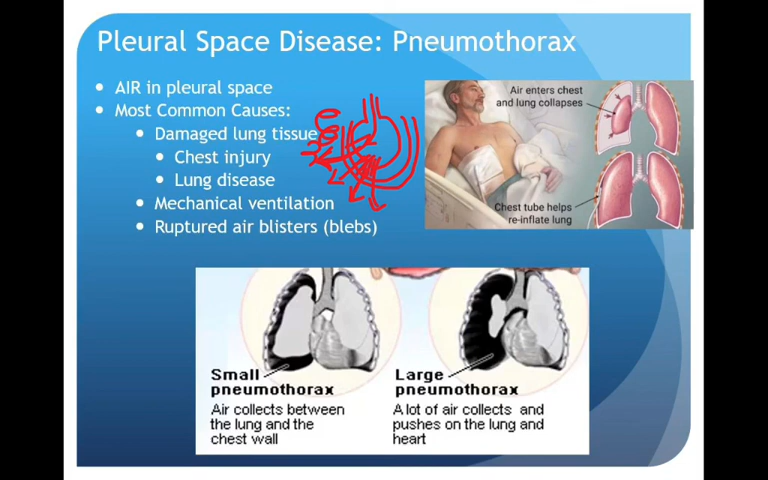 Pleural Space Disease: Pneumothorax
AIR in pleural space
Most Common Causes:
Damaged lung tissue
Chest injury
Lung disease
Mechanical ventilation
Ruptured air blisters (blebs)
Air enters chest
and lung collapses
Chest tube helps
re-inflate lung
Small
pneumothorax
Air collects between
the lung and the
chest wall
Large
pneumothorax
A lot of air collects and
pushes on the lung and
heart